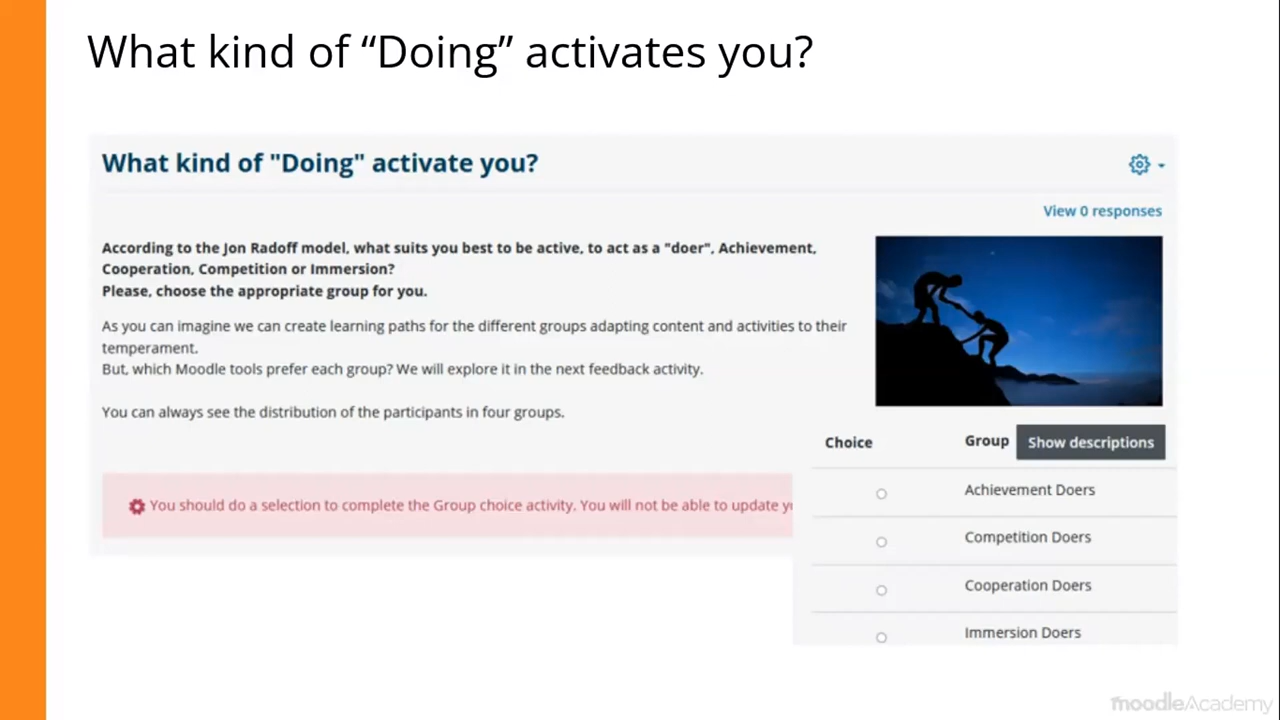 What kind of “Doing” activates you?
What kind of "Doing" activate you?
View 0 responses
According to the Jon Radoff model, what suits you best to be active, to act as a "doer", Achievement,
Cooperation, Competition or Immersion?
Please, choose the appropriate group for you.
As you can imagine we can create learning paths for the different groups adapting content and activities to their
temperament.
But, which Moodle tools prefer each group? We will explore it in the next feedback activity.
You can always see the distribution of the participants in four groups.
You should do a selection to complete the Group choice activity. You will not be able to update
Choice Group Show descriptions
Achievement Doers
Competition Doers
Cooperation Doers
Immersion Doers
moodleAcademy